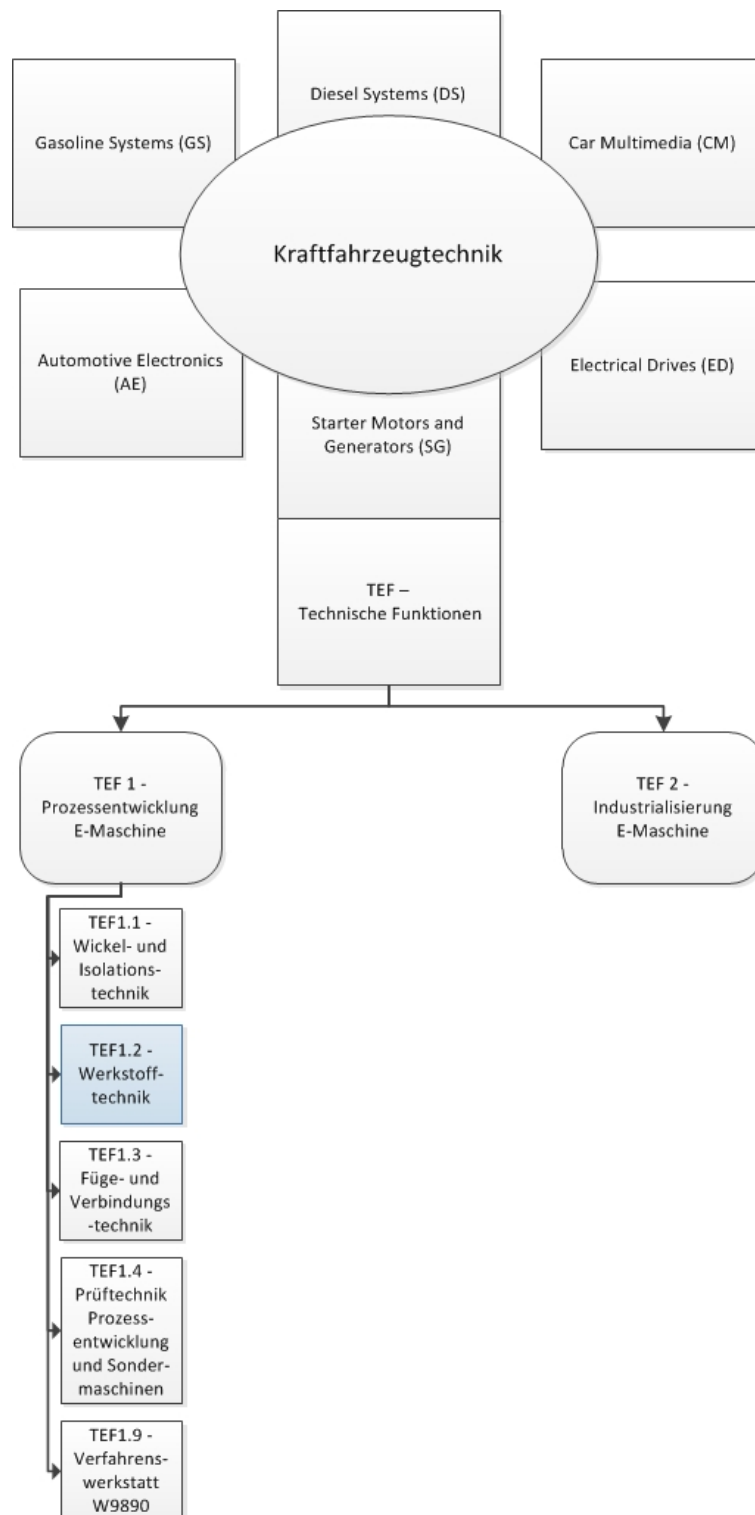 Diesel Systems (DS)
Gasoline Systems (GS)
Car Multimedia (CM)
Kraftfahrzeugtechnik
Automotive Electronics
(AE)
Electrical Drives (ED)
Starter Motors and
Generators (SG)
TEF –
Technische Funktionen
TEF 1 -
Prozessentwicklung
E-Maschine
TEF 2 -
Industrialisierung
E-Maschine
TEF1.1 -
Wickel- und
Isolations-
technik
TEF1.2 -
Werkstoff-
technik
TEF1.3 -
Füge- und
Verbindungs
-technik
TEF1.4 -
Prüftechnik
Prozess-
entwicklung
und Sonder-
maschinen
TEF1.9 -
Verfahrens-
werkstatt
W9890